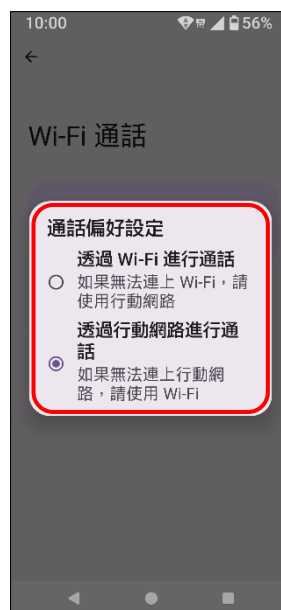 10:00
56%
Wi-Fi 通話
通話偏好設定
透過 Wi-Fi 進行通話
如果無法連上 Wi-Fi，請
使用行動網路
透過行動網路進行通
話
如果無法連上行動網
路，請使用 Wi-Fi